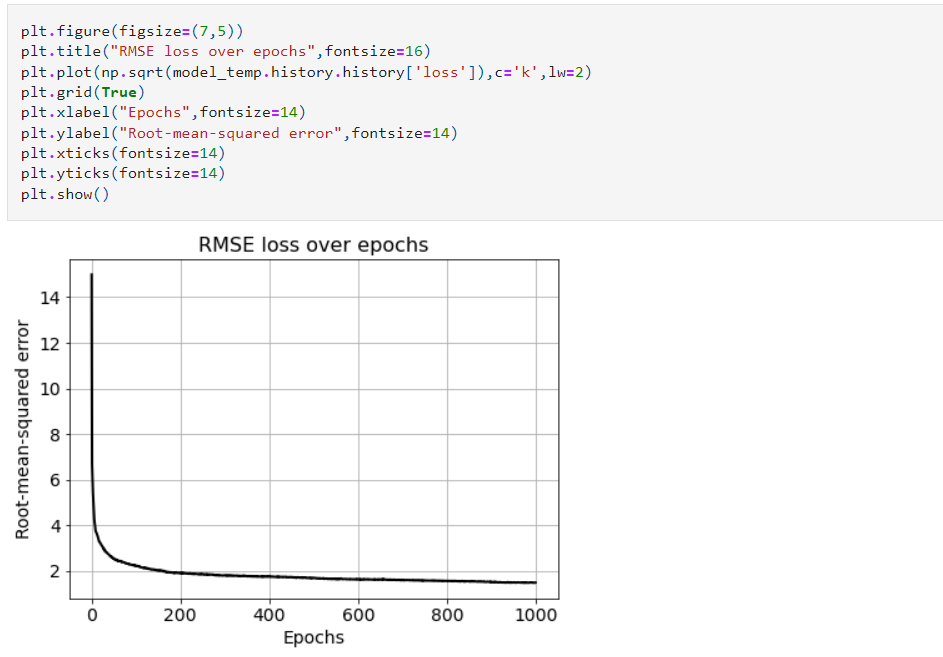 plt.figure(figsize=(7,5))
plt.title("RMSE loss over epochs",fontsize=16)
plt.plot(np.sqrt(model_temp.history.history['loss']),c='k',lw=2)
plt.grid(True)
plt.xlabel("Epochs",fontsize=14)
plt.ylabel("Root-mean-squared error",fontsize=14)
plt.xticks(fontsize=14)
plt.yticks(fontsize=14)
plt.show()
RMSE loss over epochs
Root-mean-squared error
14
12
10
8
6
4
2
0 200 400 600 800 1000
Epochs